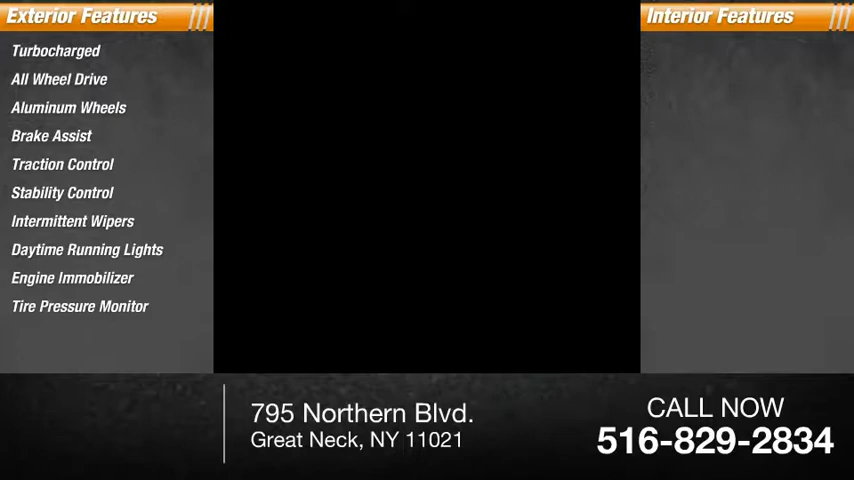 Exterior Features
Turbocharged
All Wheel Drive
Aluminum Wheels
Brake Assist
Traction Control
Stability Control
Intermittent Wipers
Daytime Running Lights
Engine Immobilizer
Tire Pressure Monitor
Interior Features
795 Northern Blvd.
Great Neck, NY 11021
CALL NOW
516-829-2834